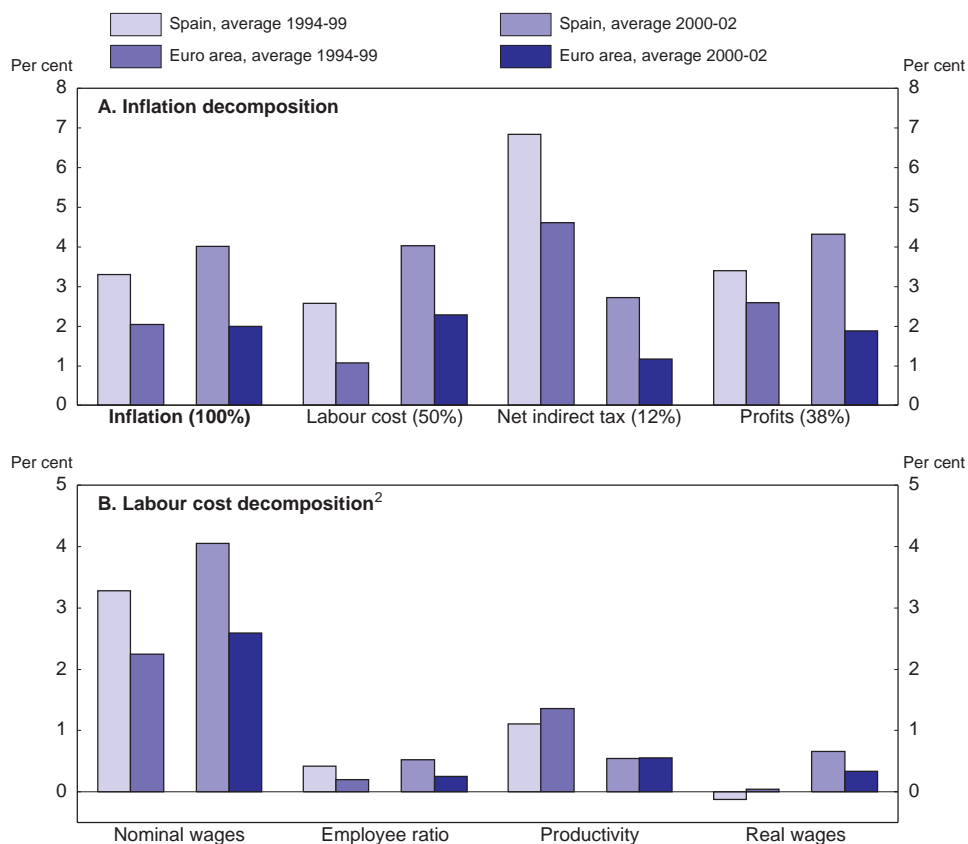 Spain, average 1994-99 Spain, average 2000-02
Euro area, average 1994-99 Euro area, average 2000-02
Per cent Per cent
A. Inflation decomposition
8 8
7 7
6 6
5 5
4 4
3 3
2 2
1 1
0 0
Inflation (100%) Labour cost (50%) Net indirect tax (12%) Profits (38%)
Per cent Per cent
5 5
B. Labour cost decomposition2
4 4
3 3
2 2
1 1
0 0
Nominal wages Employee ratio Productivity Real wages